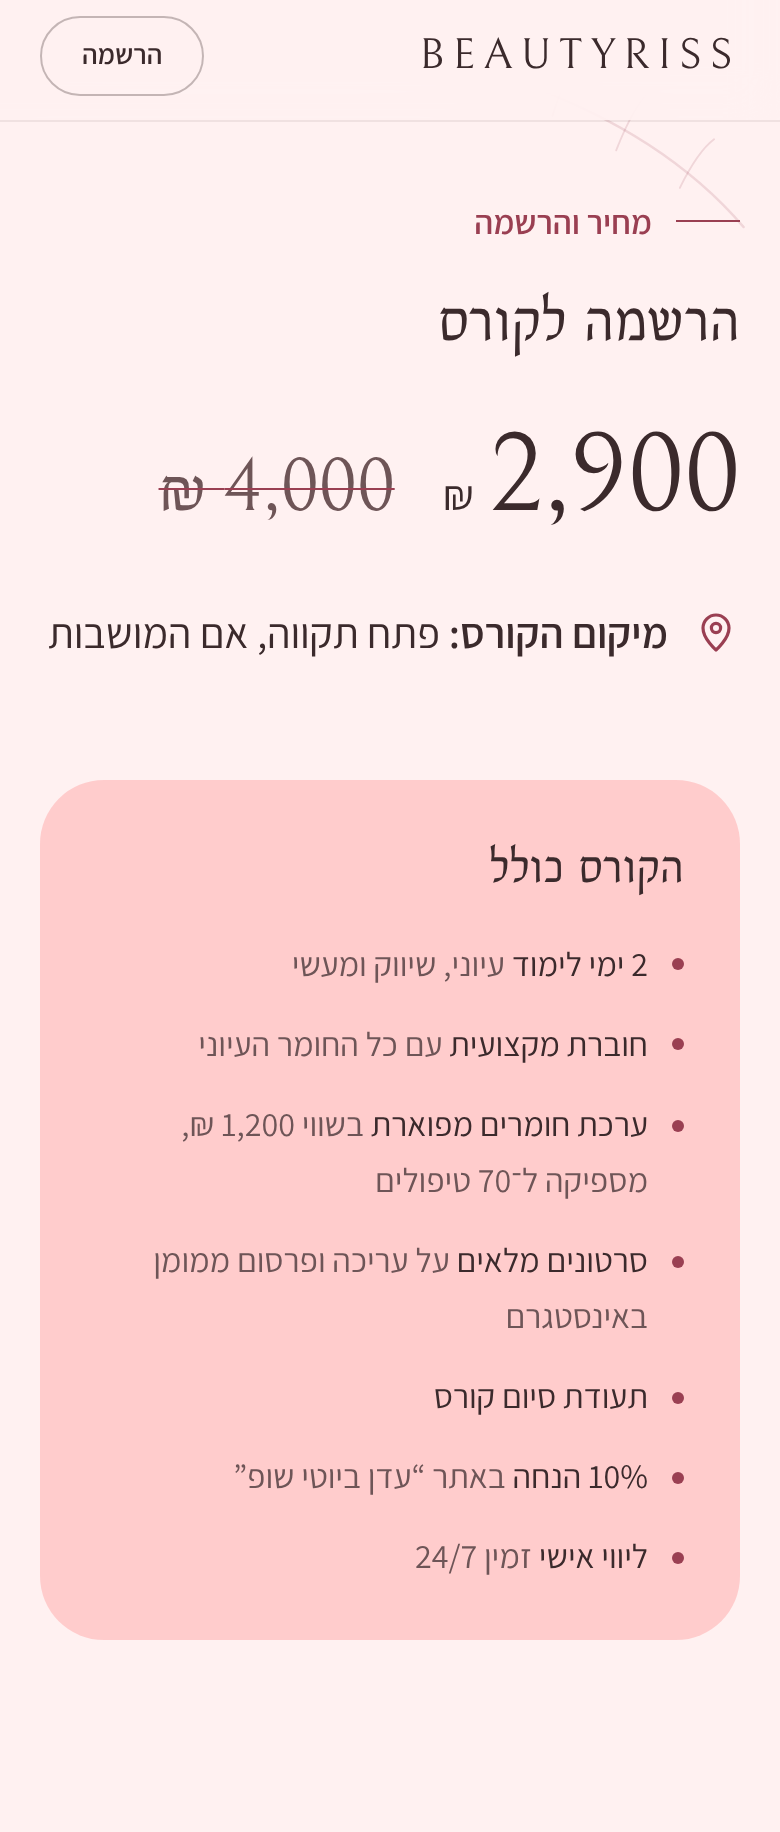 BEAUTYRISS
הרשמה
מחיר והרשמה
הרשמה לקורס
2,900 ₪ 4,000 ₪
מיקום הקורס: פתח תקווה, אם המושבות
הקורס כולל
2 ימי לימוד עיוני, שיווק ומעשי
חוברת מקצועית עם כל החומר העיוני
ערכת חומרים מפוארת בשווי 1,200 ₪,
מספיקה ל־70 טיפולים
סרטונים מלאים על עריכה ופרסום ממומן
באינסטגרם
תעודת סיום קורס
10% הנחה באתר “עדן ביוטי שופ”
ליווי אישי זמין 24/7